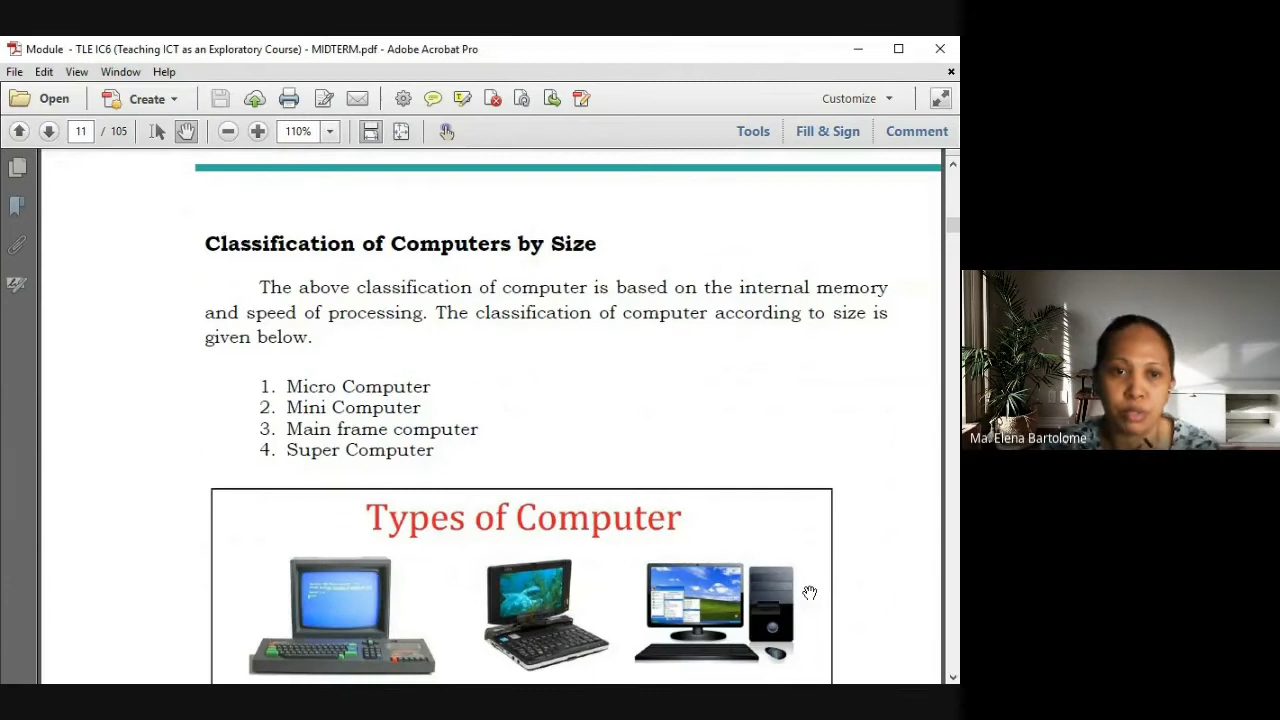 Module - TLE IC6 (Teaching ICT as an Exploratory Course) - MIDTERM.pdf - Adobe Acrobat Pro
File Edit View Window Help
Open Create Customize
11 / 105 110% Tools Fill & Sign Comment
Classification of Computers by Size
The above classification of computer is based on the internal memory
and speed of processing. The classification of computer according to size is
given below.
1. Micro Computer
2. Mini Computer
3. Main frame computer
4. Super Computer
Types of Computer
Ma. Elena Bartolome